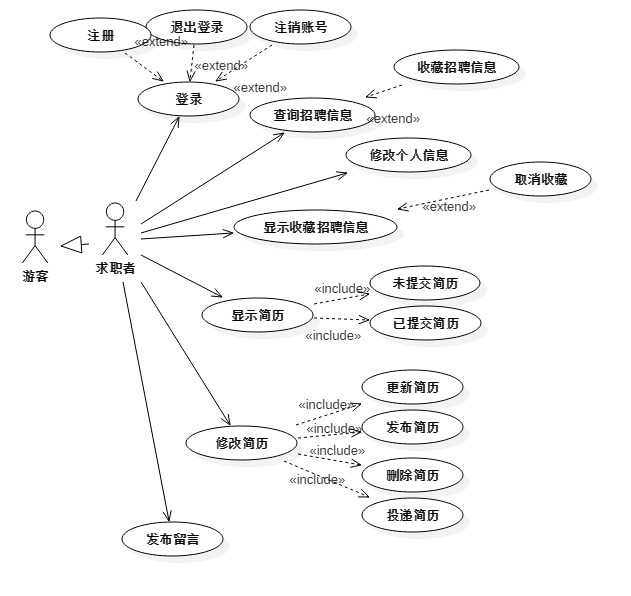 注册
退出登录
注销账号
«extend»
«extend»
«extend»
登录
收藏招聘信息
«extend»
查询招聘信息
修改个人信息
取消收藏
«extend»
显示收藏招聘信息
游客
求职者
显示简历
«include»
未提交简历
«include»
已提交简历
修改简历
«include»
更新简历
«include»
发布简历
«include»
删除简历
«include»
投递简历
发布留言